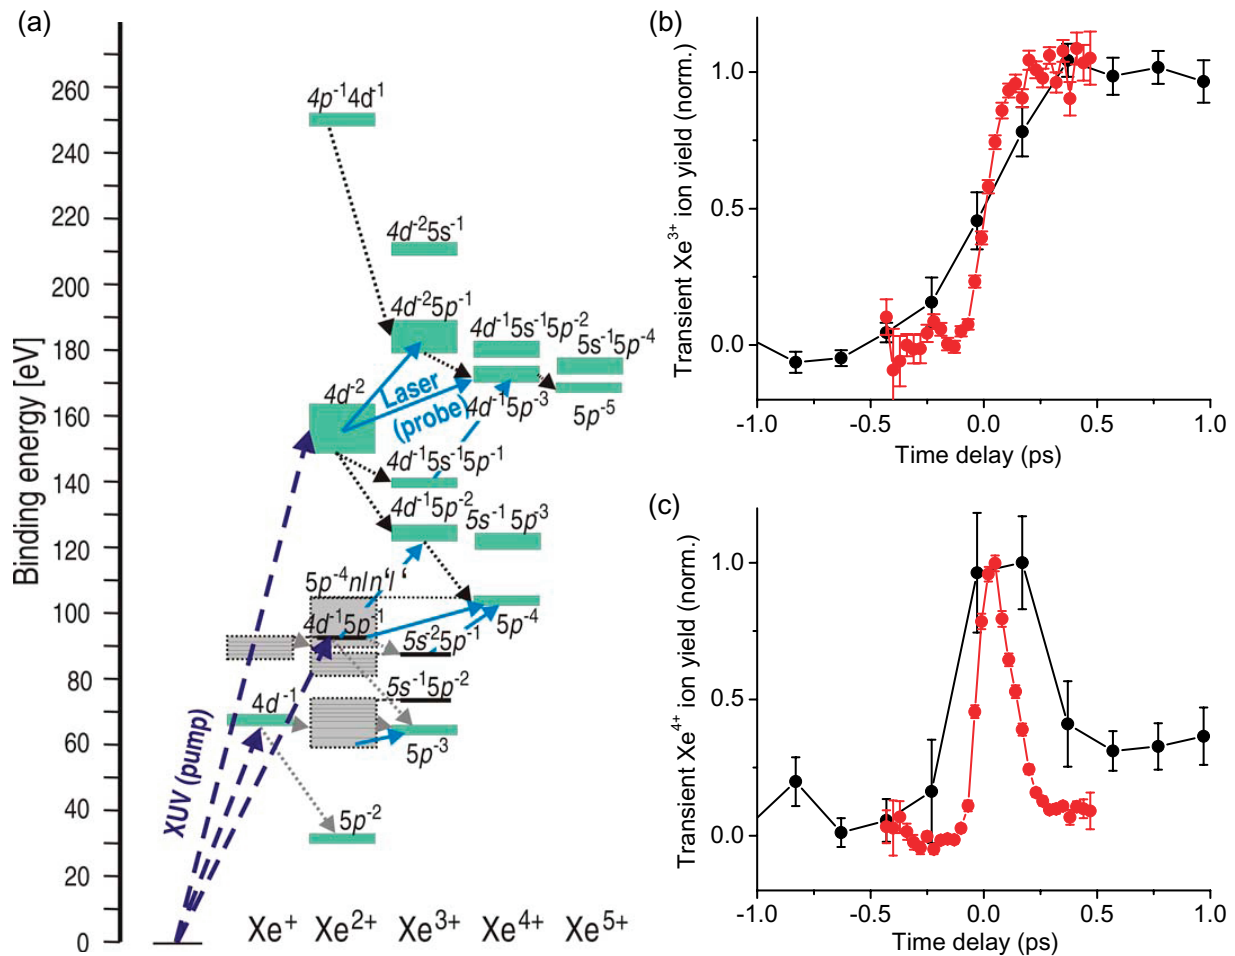 (a)
Binding energy [eV]
260
240
220
200
180
160
140
120
100
80
60
40
20
0
4p⁻¹4d⁻¹
4d⁻²5s⁻¹
4d⁻²5p⁻¹
4d⁻¹5s⁻¹5p⁻²
5s⁻¹5p⁻⁴
4d⁻²
Laser
(probe)
4d⁻¹5p⁻³
5p⁻⁵
4d⁻¹5s⁻¹5p⁻¹
4d⁻¹5p⁻²
5s⁻¹5p⁻³
5p⁻⁴nln'l'
4d⁻¹5p⁻¹
5p⁻⁴
5s⁻²5p⁻¹
4d⁻¹
5s⁻¹5p⁻²
5p⁻³
XUV (pump)
5p⁻²
Xe⁺ Xe²⁺ Xe³⁺ Xe⁴⁺ Xe⁵⁺
(b)
Transient Xe³⁺ ion yield (norm.)
1.0
0.5
0.0
-1.0 -0.5 0.0 0.5 1.0
Time delay (ps)
(c)
Transient Xe⁴⁺ ion yield (norm.)
1.0
0.5
0.0
-1.0 -0.5 0.0 0.5 1.0
Time delay (ps)